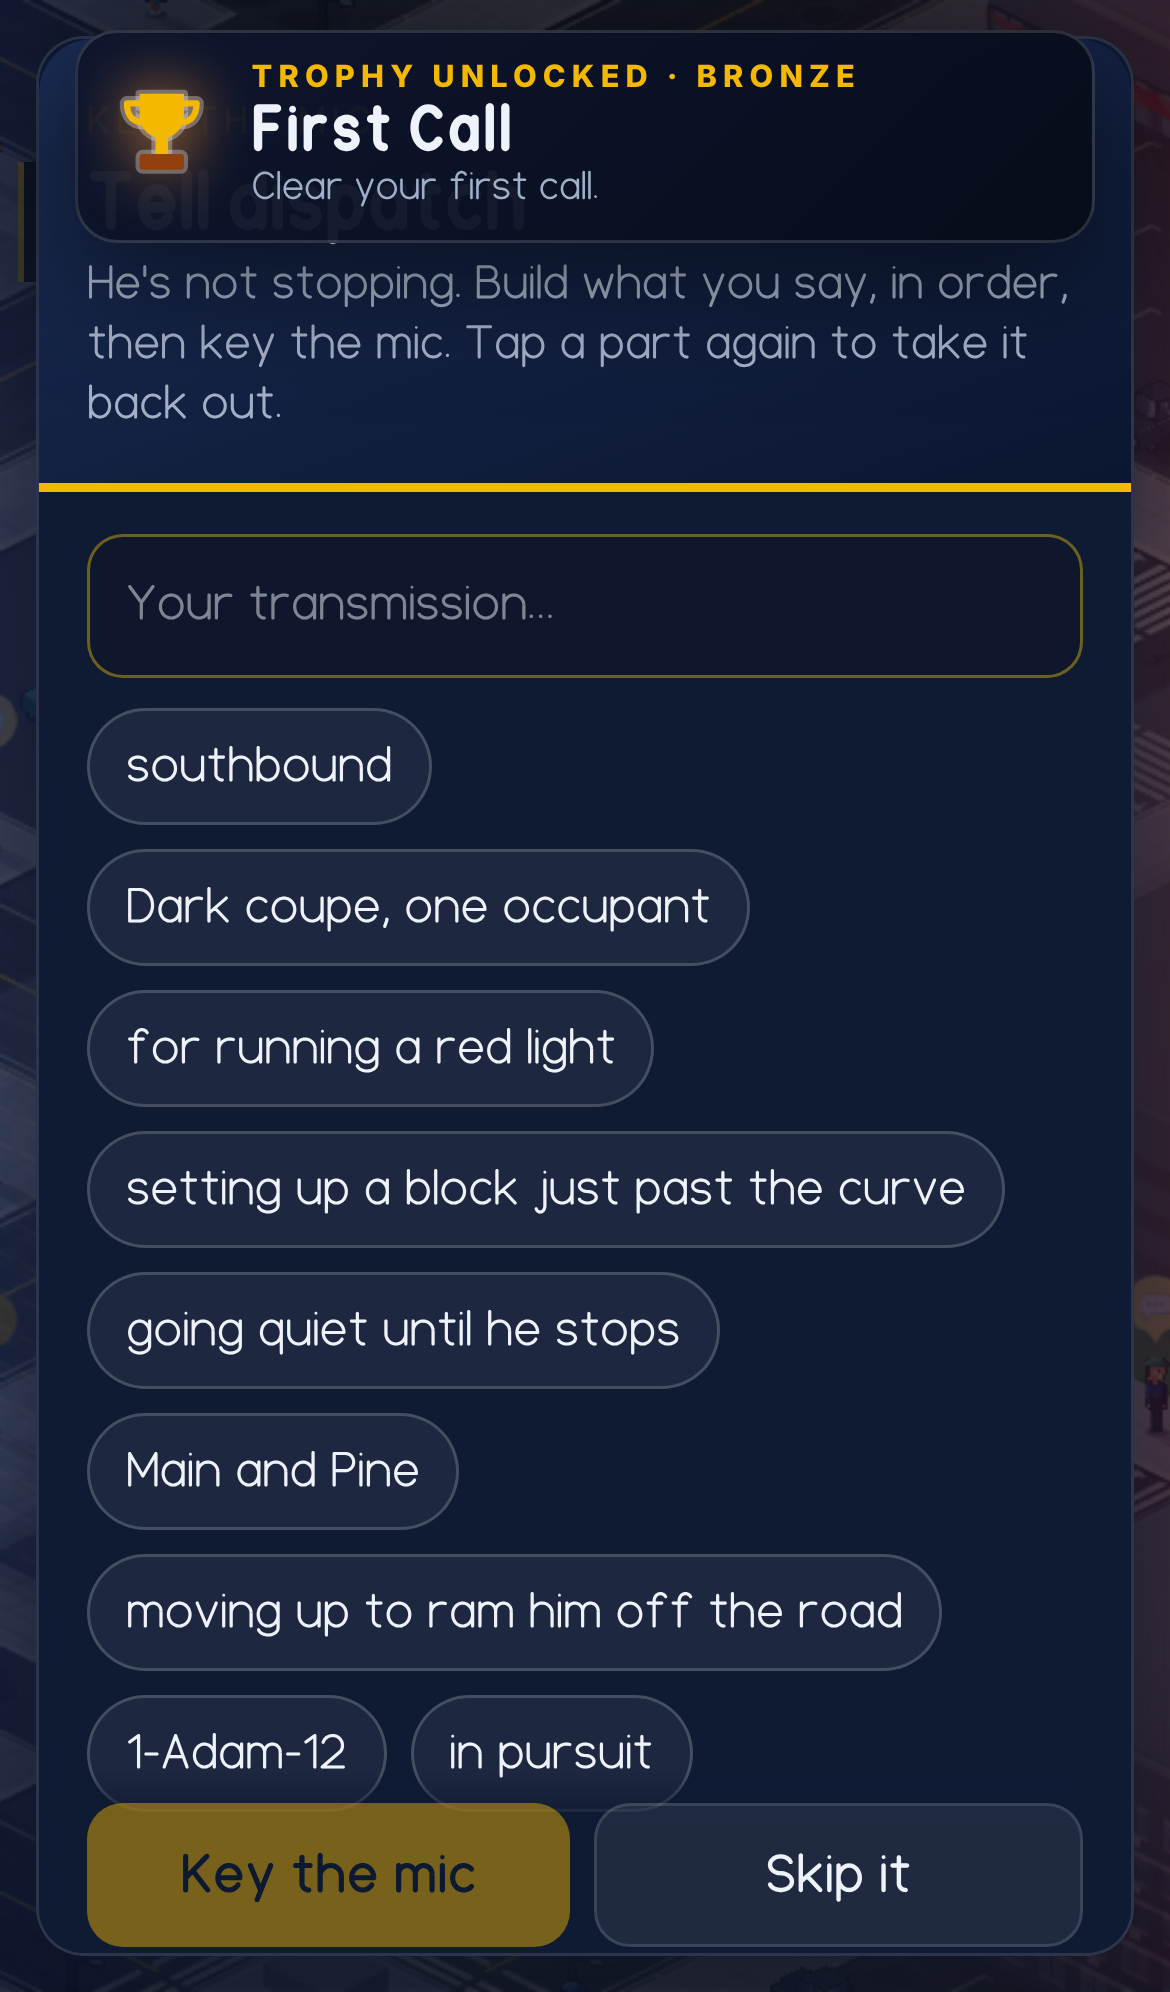 TROPHY UNLOCKED · BRONZE
First Call
Clear your first call.
Tell dispatch
He's not stopping. Build what you say, in order,
then key the mic. Tap a part again to take it
back out.
Your transmission...
southbound
Dark coupe, one occupant
for running a red light
setting up a block just past the curve
going quiet until he stops
Main and Pine
moving up to ram him off the road
1-Adam-12
in pursuit
Key the mic
Skip it